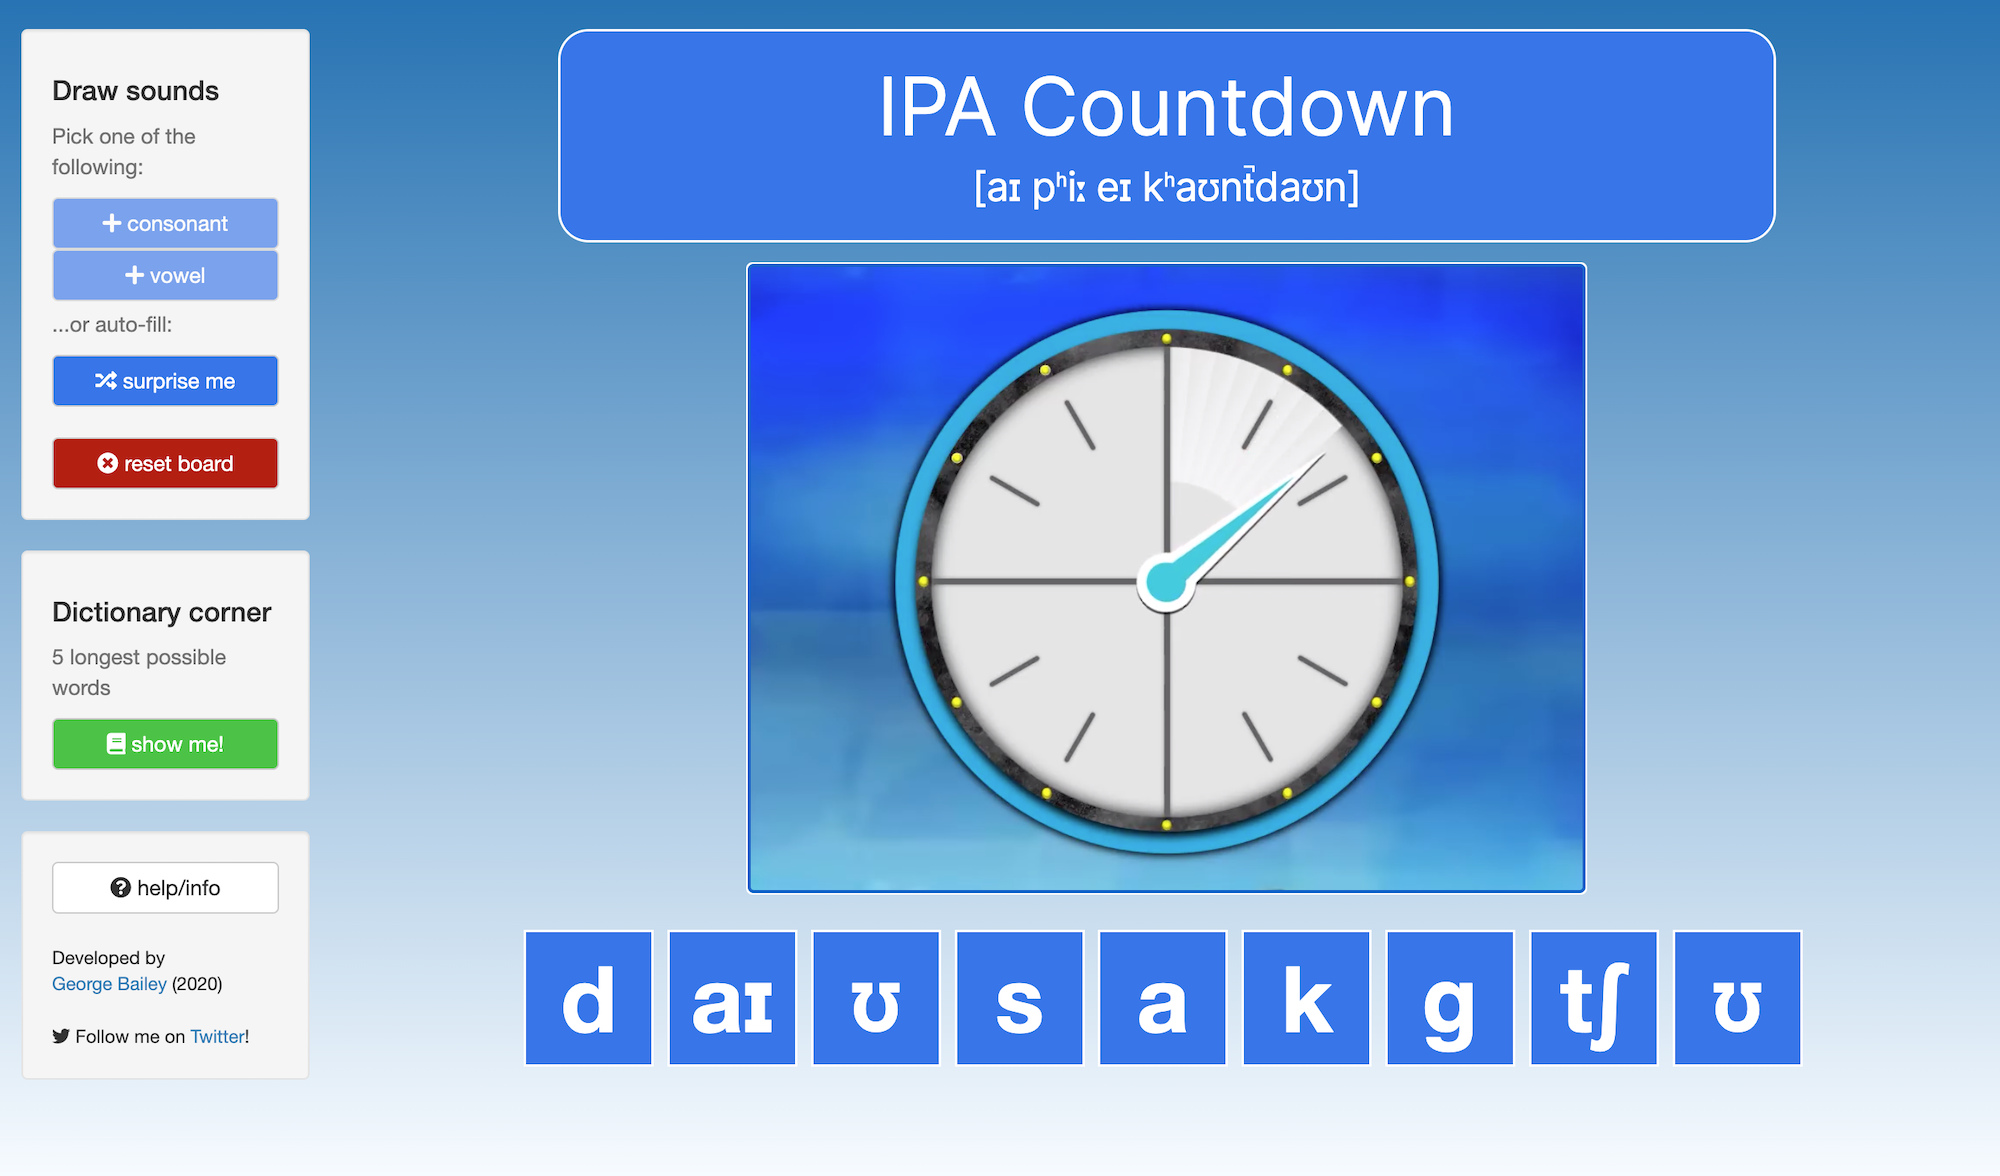 Draw sounds
Pick one of the
following:
consonant
vowel
...or auto-fill:
surprise me
reset board
Dictionary corner
5 longest possible
words
show me!
help/info
Developed by
George Bailey (2020)
Follow me on Twitter!
IPA Countdown
[aɪ pʰiː eɪ kʰaʊnt̚daʊn]
d aɪ ʊ s a k g tʃ ʊ